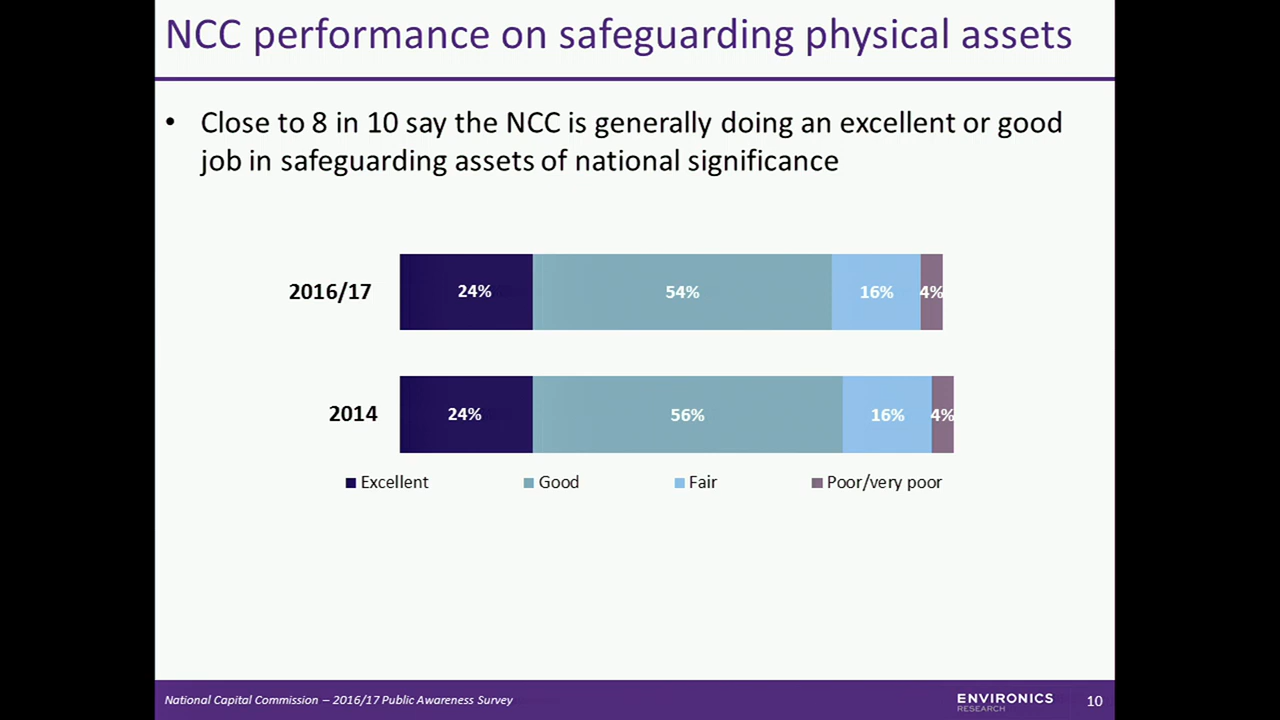 NCC performance on safeguarding physical assets
• Close to 8 in 10 say the NCC is generally doing an excellent or good
job in safeguarding assets of national significance
2016/17 24% 54% 16% 4%
2014 24% 56% 16% 4%
Excellent Good Fair Poor/very poor
National Capital Commission – 2016/17 Public Awareness Survey
ENVIRONICS
RESEARCH
10